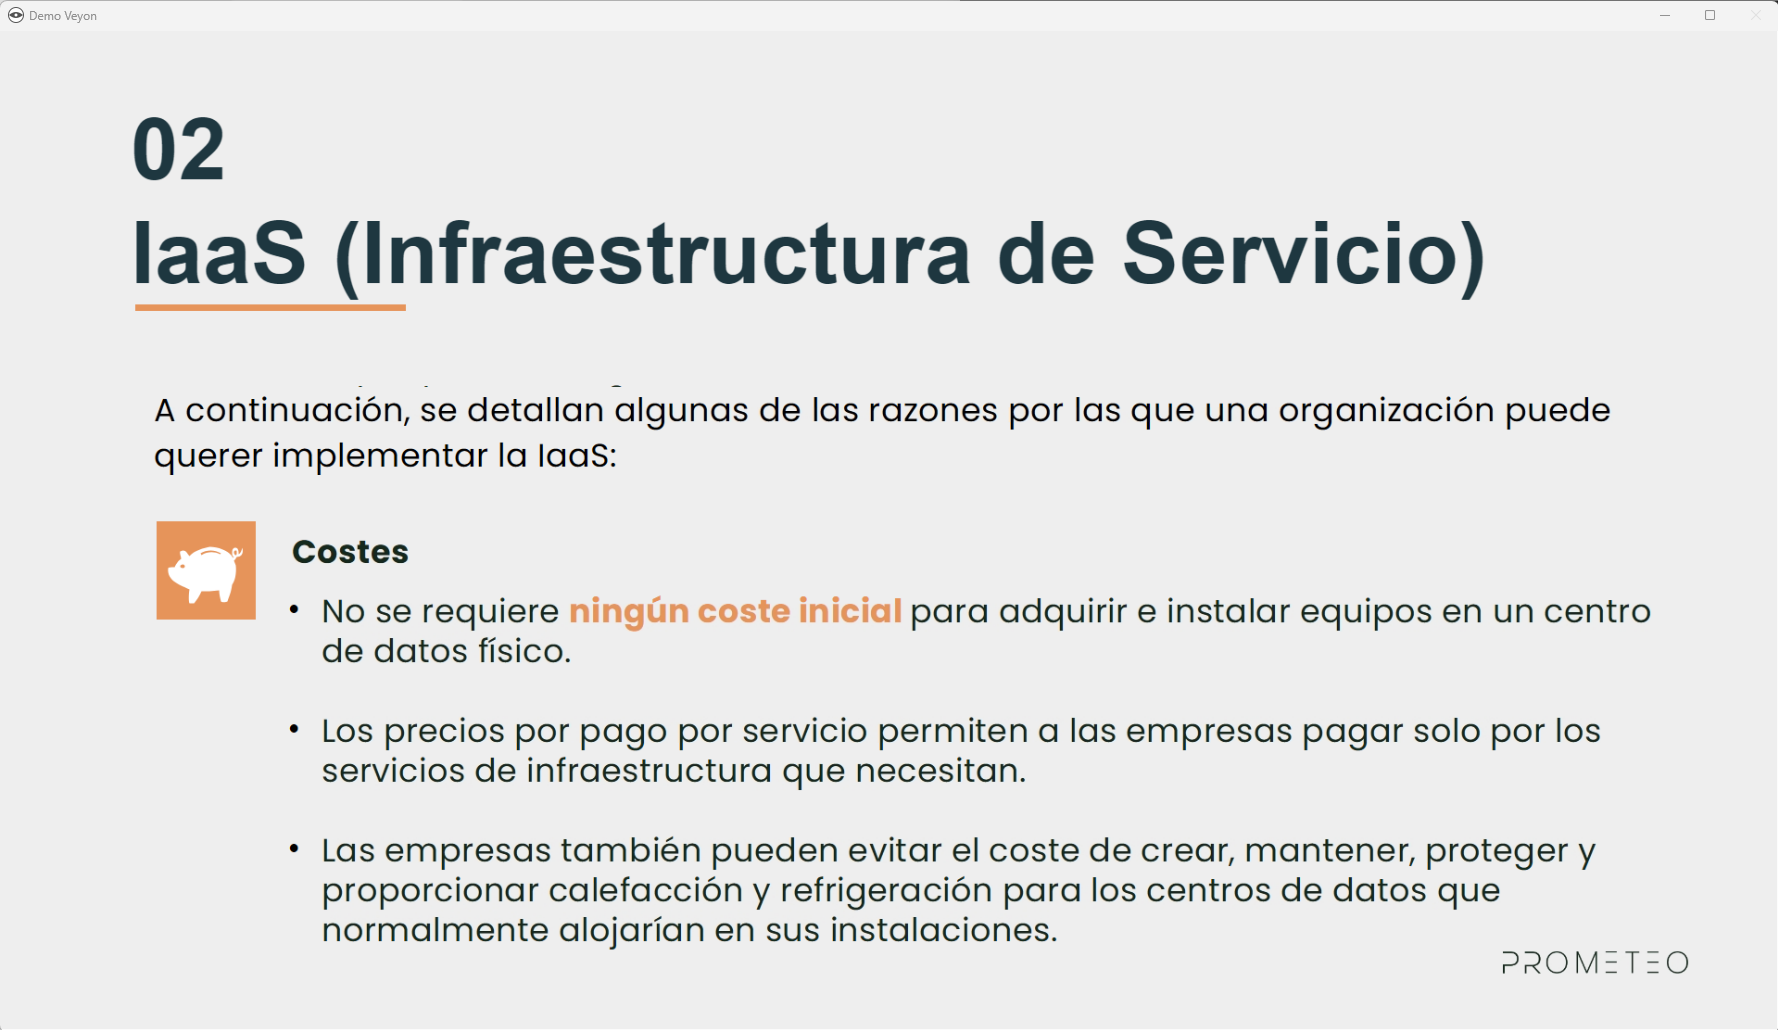 Demo Veyon
02
IaaS (Infraestructura de Servicio)
A continuación, se detallan algunas de las razones por las que una organización puede
querer implementar la IaaS:
Costes
• No se requiere ningún coste inicial para adquirir e instalar equipos en un centro
de datos físico.
• Los precios por pago por servicio permiten a las empresas pagar solo por los
servicios de infraestructura que necesitan.
• Las empresas también pueden evitar el coste de crear, mantener, proteger y
proporcionar calefacción y refrigeración para los centros de datos que
normalmente alojarían en sus instalaciones.
PROMETEO